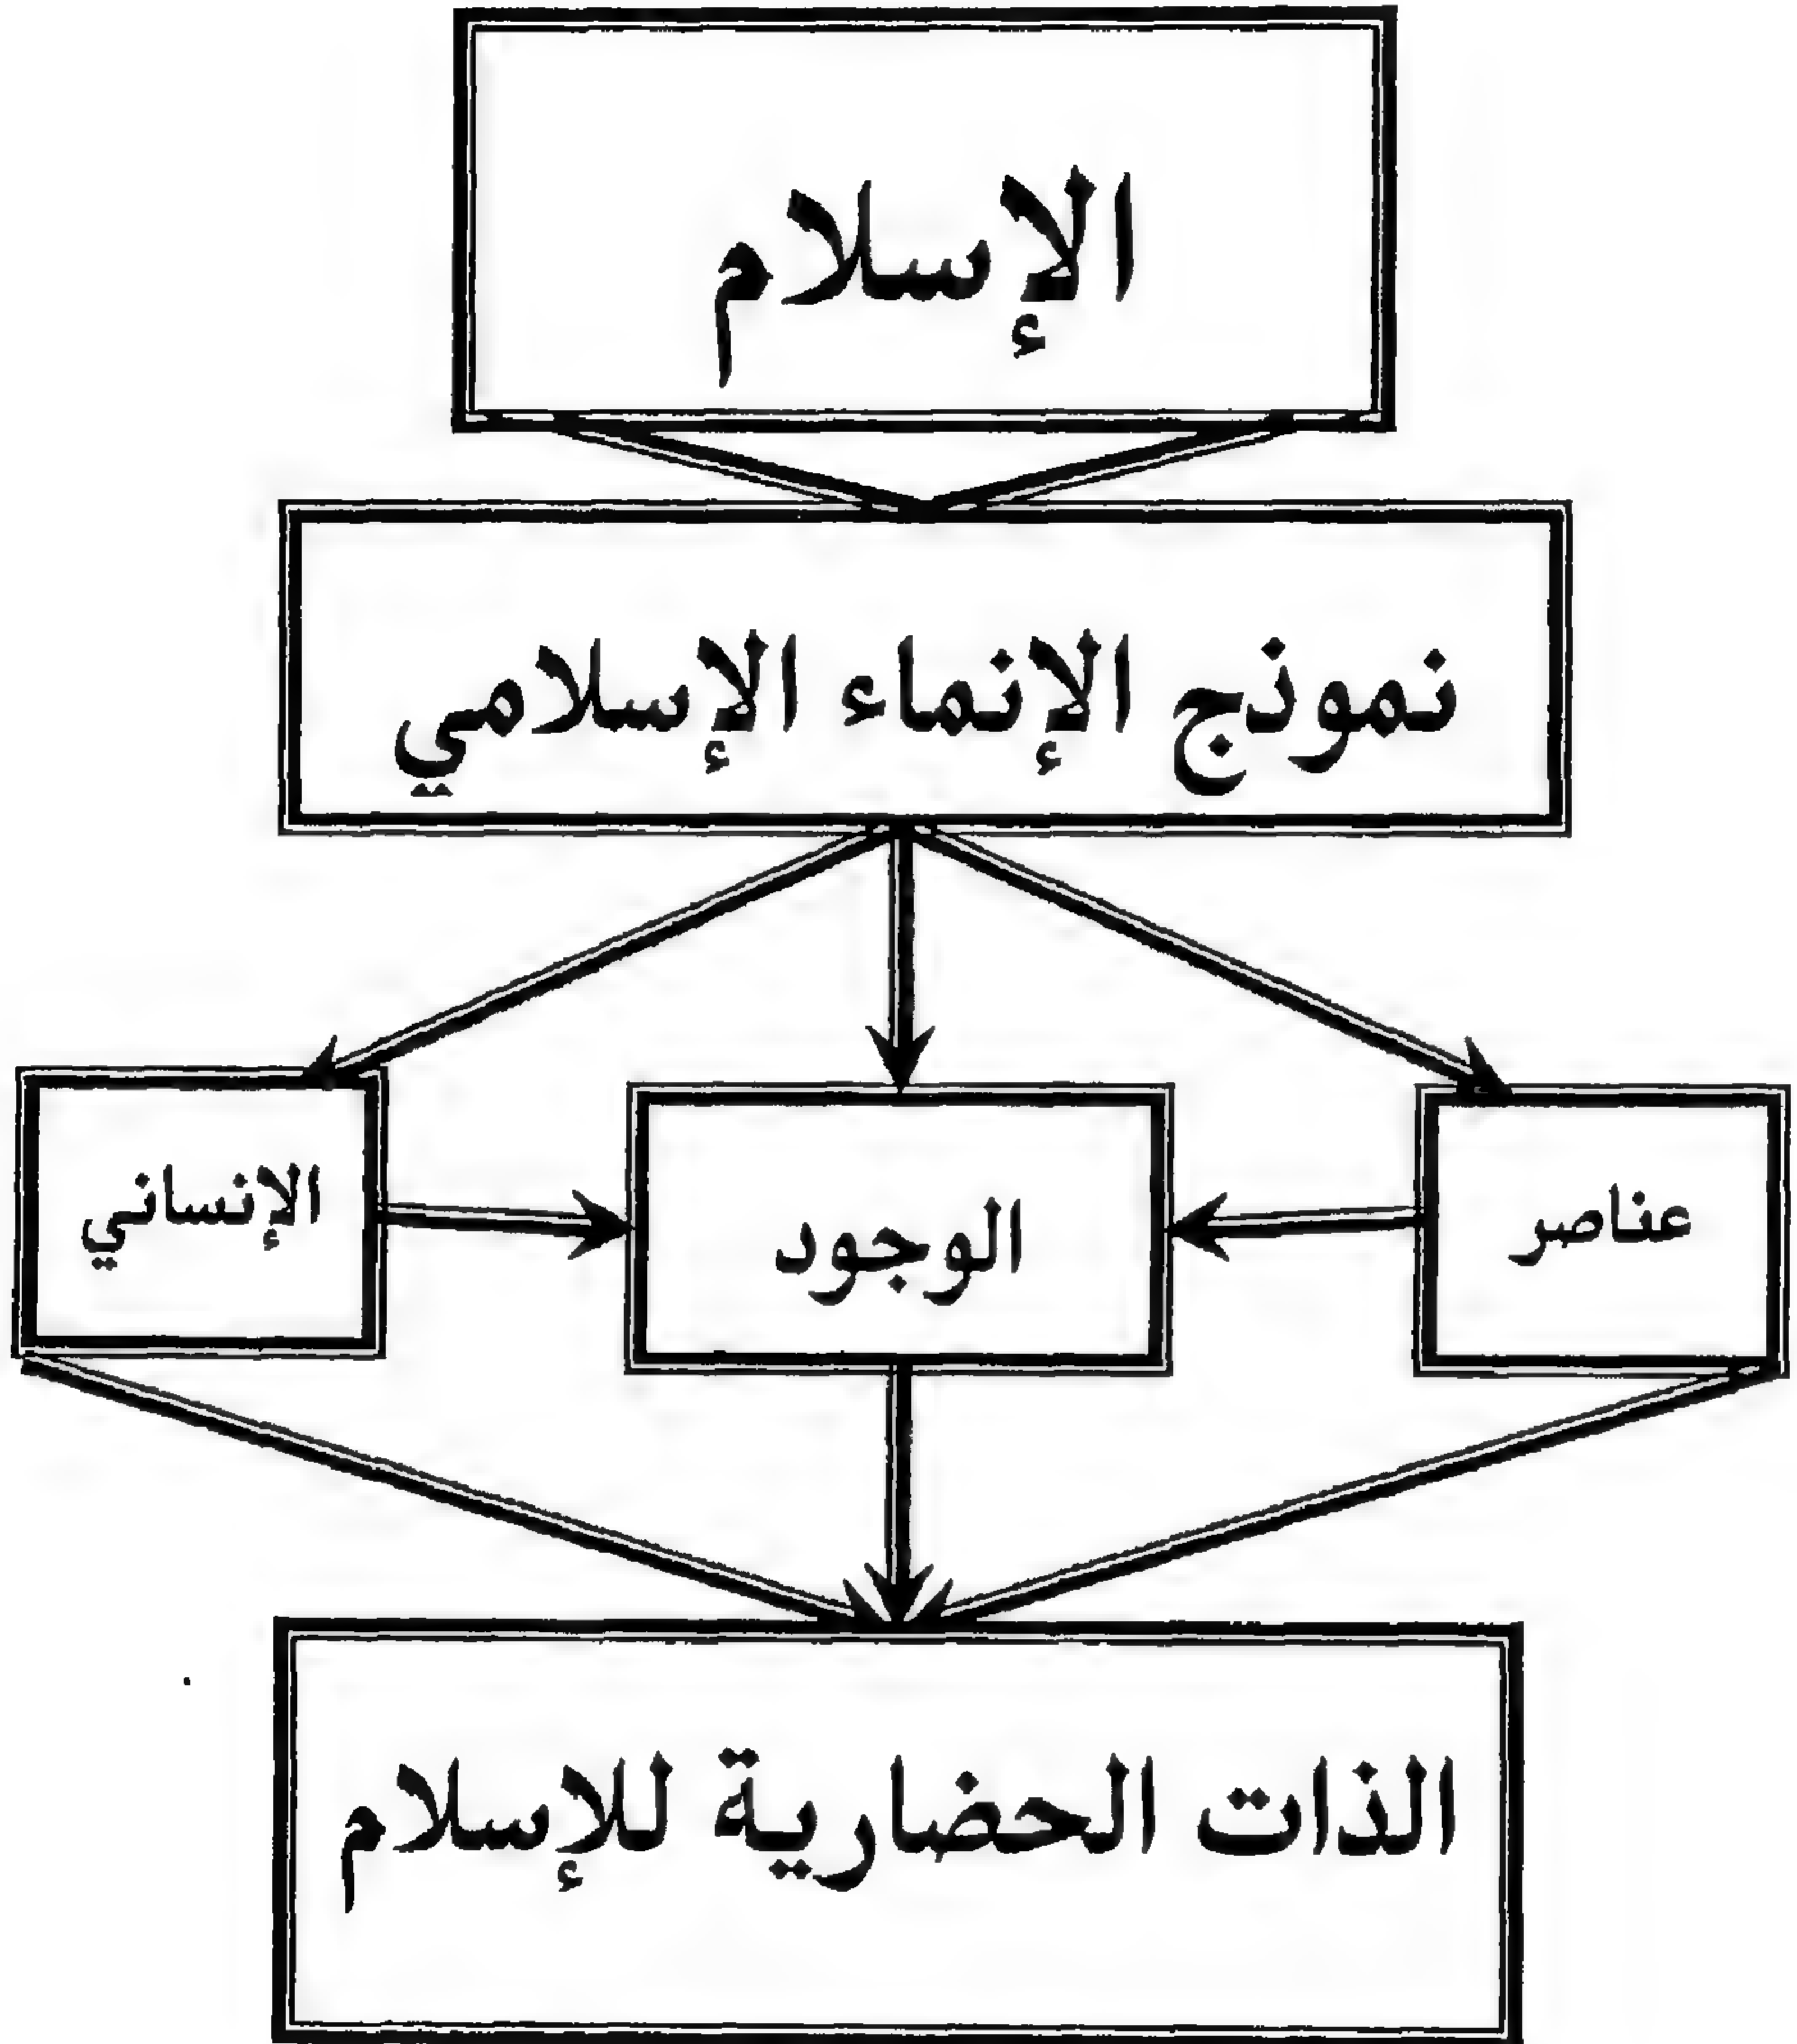 الإسلام
نموذج الإنماء الإسلامي
عناصر
الوجود
الإنساني
الذات الحضارية للإسلام